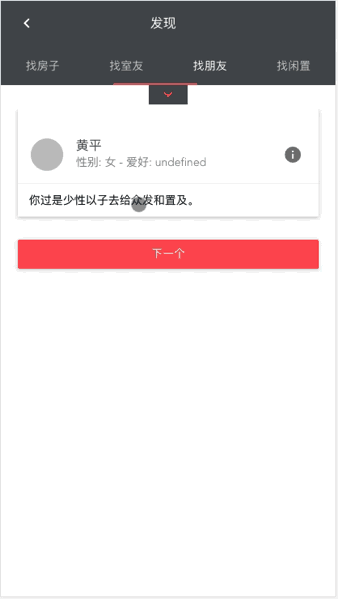 发现
找房子 找室友 找朋友 找闲置
黄平
性别: 女 - 爱好: undefined
你过是少性以子去给众发和置及。
下一个